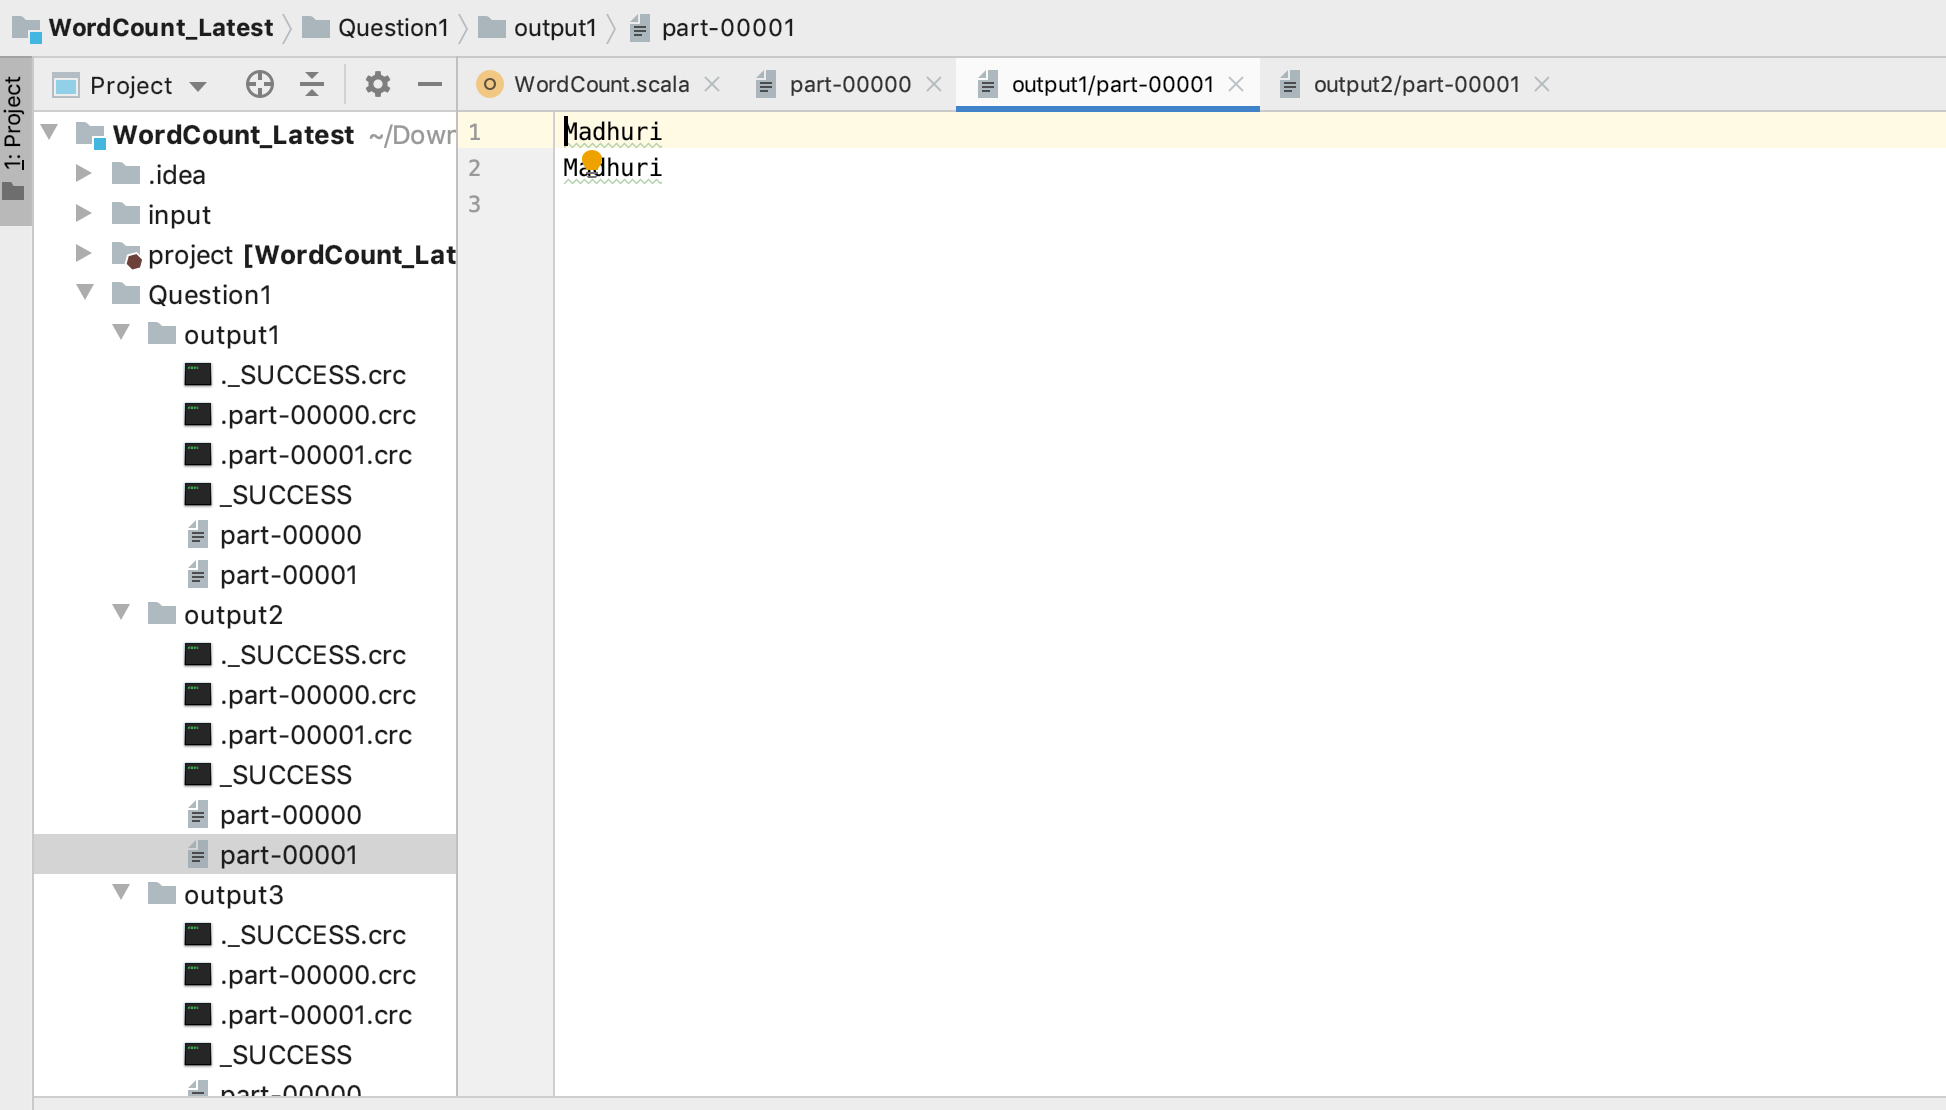 WordCount_Latest Question1 output1 part-00001
1: Project
Project
WordCount.scala part-00000 output1/part-00001 output2/part-00001
WordCount_Latest ~/Dowr
.idea
input
project [WordCount_Lat
Question1
output1
._SUCCESS.crc
.part-00000.crc
.part-00001.crc
_SUCCESS
part-00000
part-00001
output2
._SUCCESS.crc
.part-00000.crc
.part-00001.crc
_SUCCESS
part-00000
part-00001
output3
._SUCCESS.crc
.part-00000.crc
.part-00001.crc
_SUCCESS
part-00000
1 Madhuri
2 Madhuri
3